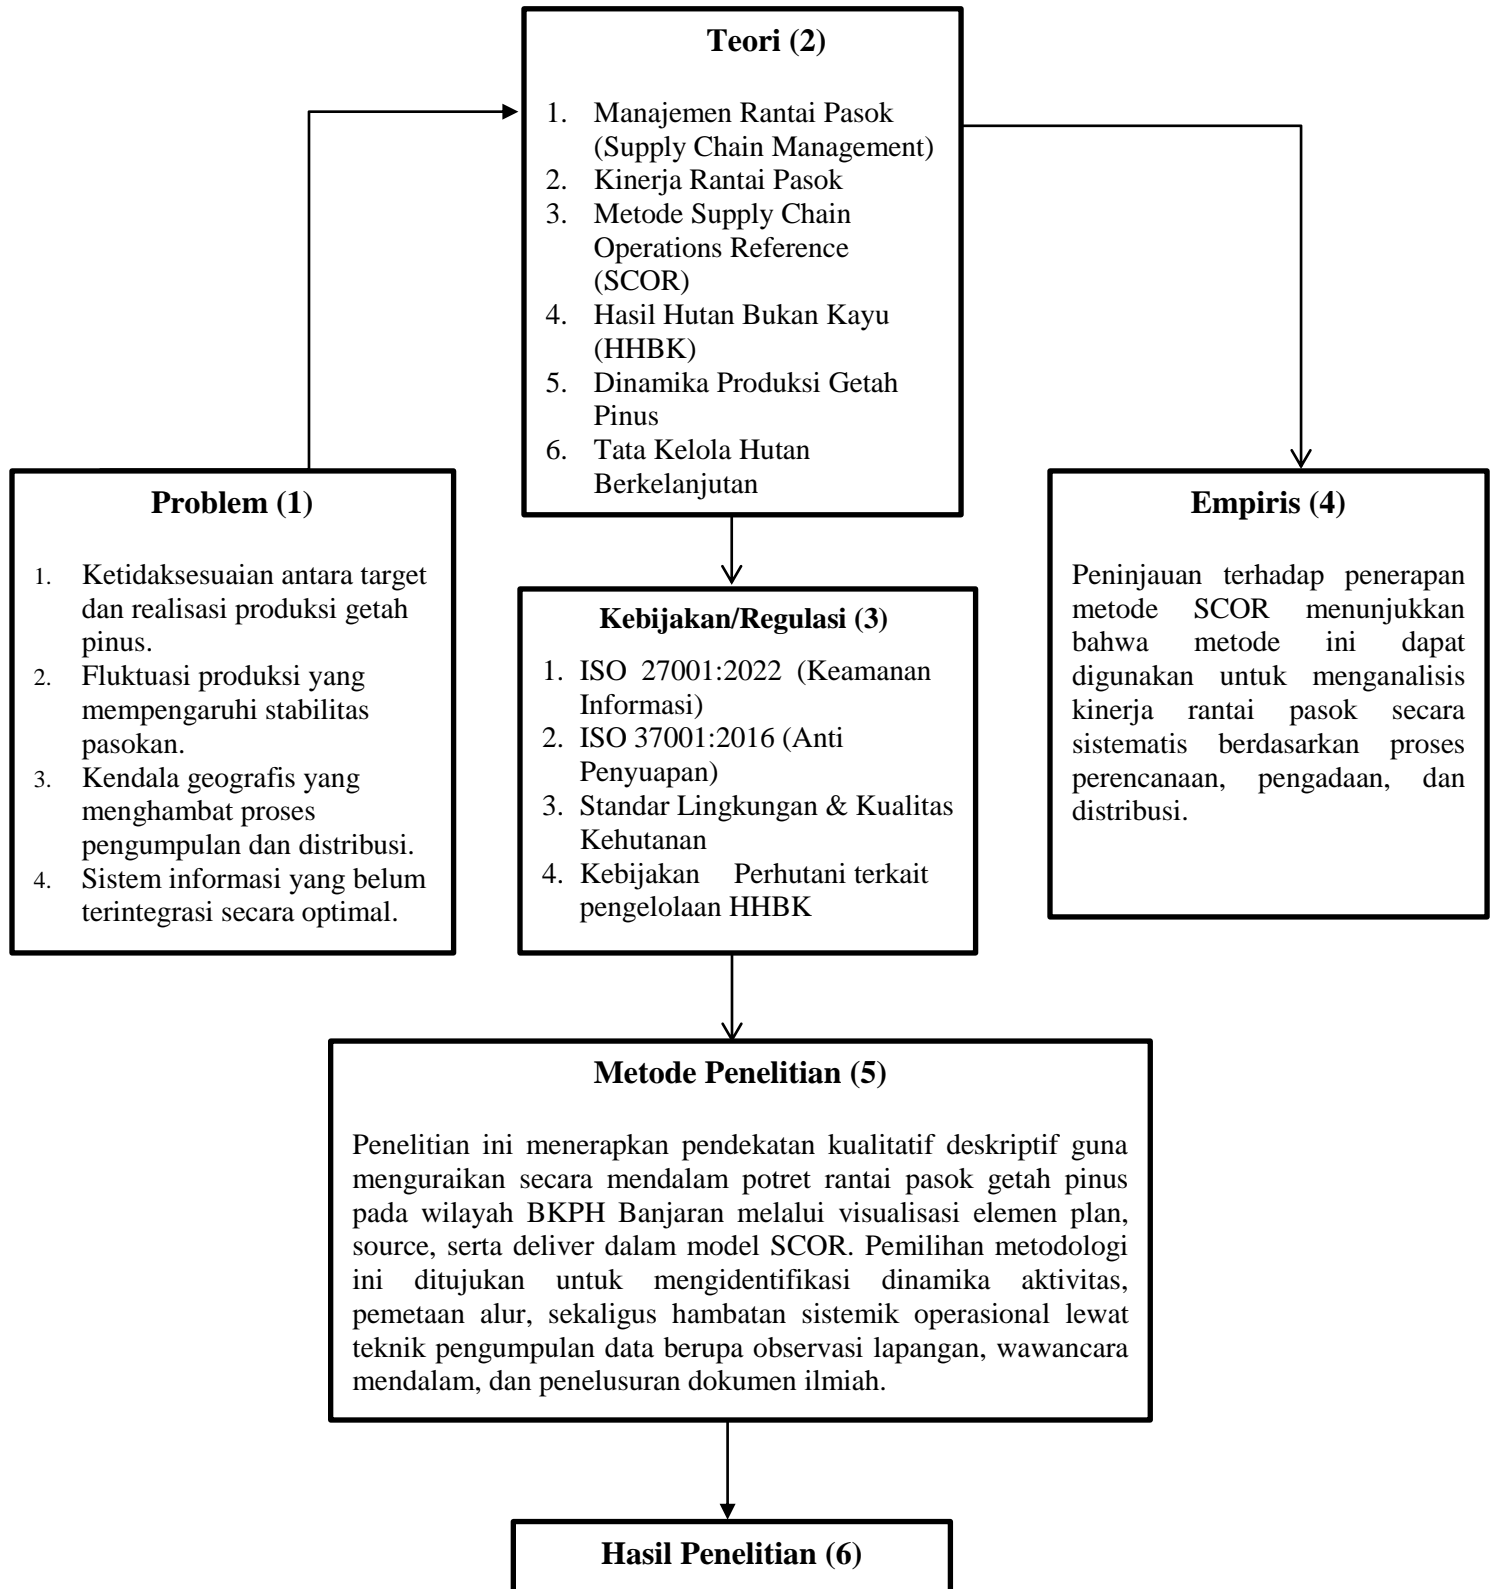 Teori (2)
1. Manajemen Rantai Pasok
(Supply Chain Management)
2. Kinerja Rantai Pasok
3. Metode Supply Chain
Operations Reference
(SCOR)
4. Hasil Hutan Bukan Kayu
(HHBK)
5. Dinamika Produksi Getah
Pinus
6. Tata Kelola Hutan
Berkelanjutan
Problem (1)
1. Ketidaksesuaian antara target
dan realisasi produksi getah
pinus.
2. Fluktuasi produksi yang
mempengaruhi stabilitas
pasokan.
3. Kendala geografis yang
menghambat proses
pengumpulan dan distribusi.
4. Sistem informasi yang belum
terintegrasi secara optimal.
Kebijakan/Regulasi (3)
1. ISO 27001:2022 (Keamanan
Informasi)
2. ISO 37001:2016 (Anti
Penyuapan)
3. Standar Lingkungan & Kualitas
Kehutanan
4. Kebijakan Perhutani terkait
pengelolaan HHBK
Empiris (4)
Peninjauan terhadap penerapan
metode SCOR menunjukkan
bahwa metode ini dapat
digunakan untuk menganalisis
kinerja rantai pasok secara
sistematis berdasarkan proses
perencanaan, pengadaan, dan
distribusi.
Metode Penelitian (5)
Penelitian ini menerapkan pendekatan kualitatif deskriptif guna
menguraikan secara mendalam potret rantai pasok getah pinus
pada wilayah BKPH Banjaran melalui visualisasi elemen plan,
source, serta deliver dalam model SCOR. Pemilihan metodologi
ini ditujukan untuk mengidentifikasi dinamika aktivitas,
pemetaan alur, sekaligus hambatan sistemik operasional lewat
teknik pengumpulan data berupa observasi lapangan, wawancara
mendalam, dan penelusuran dokumen ilmiah.
Hasil Penelitian (6)